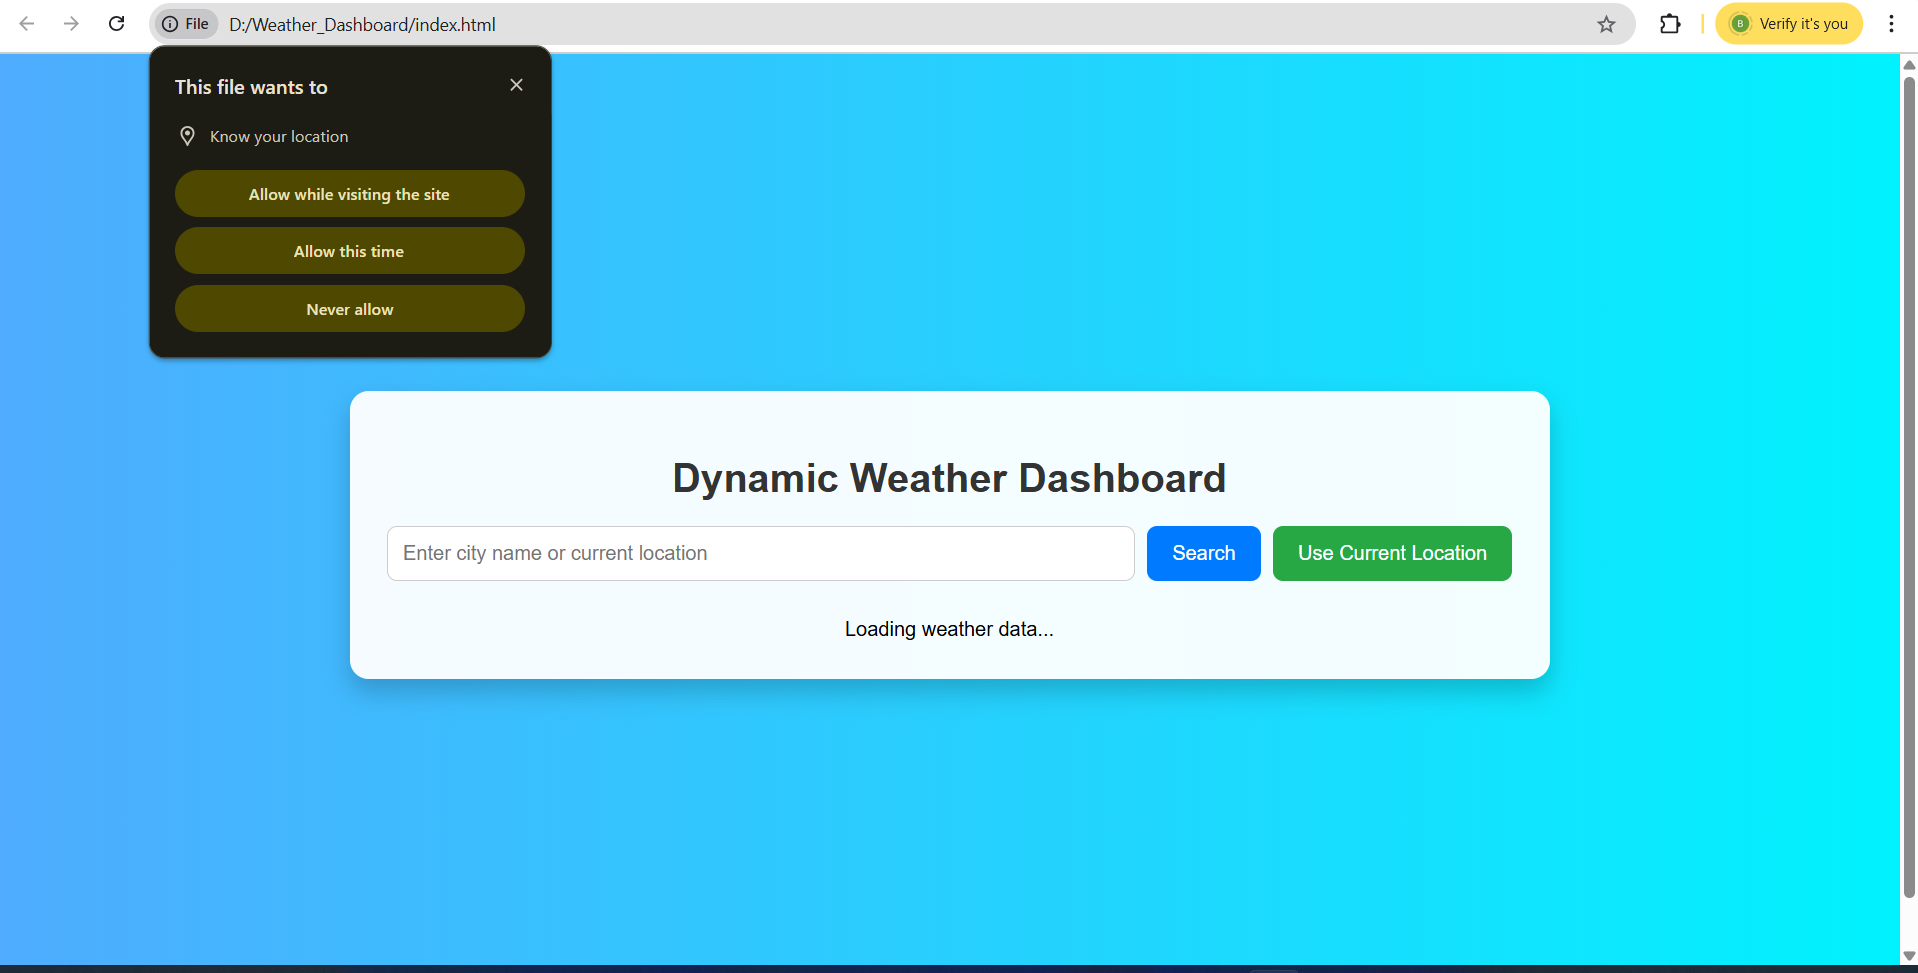 File D:/Weather_Dashboard/index.html
B Verify it's you
This file wants to
Know your location
Allow while visiting the site
Allow this time
Never allow
Dynamic Weather Dashboard
Enter city name or current location
Search
Use Current Location
Loading weather data...